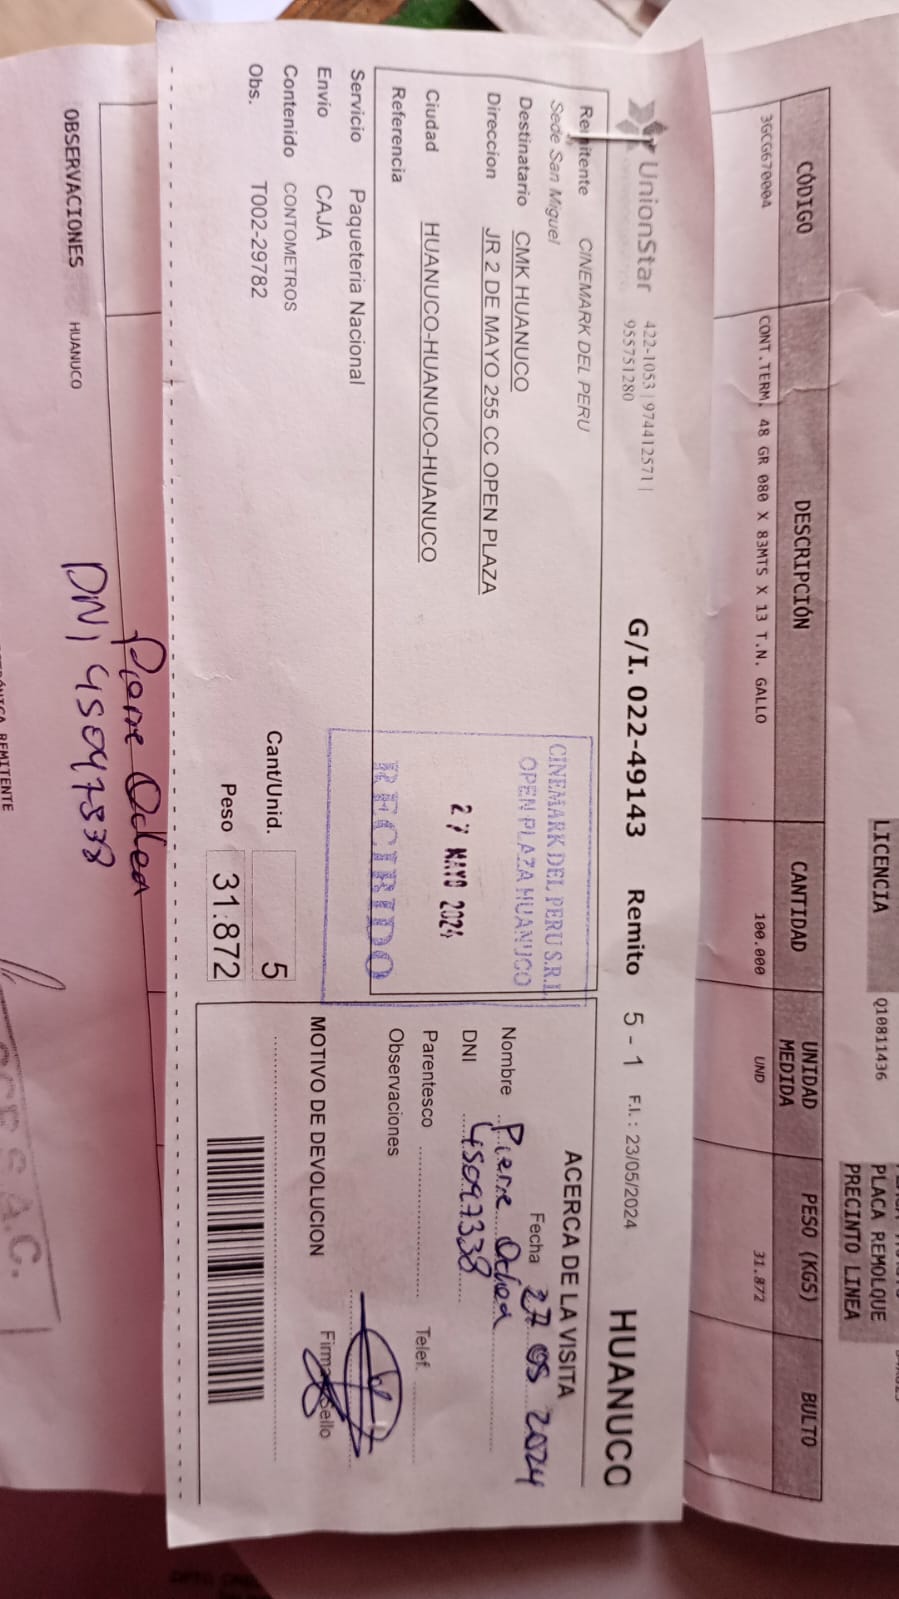 LICENCIA Q10811436
PLACA REMOLQUE
PRECINTO LINEA
CÓDIGO DESCRIPCIÓN CANTIDAD UNIDAD MEDIDA PESO (KGS) BULTO
3GCG670004 CONT.TERM. 48 GR 080 X 83MTS X 13 T.N. GALLO 100.000 UND 31.872
UnionStar 422-1053 | 974412571 |
955751280
G/I. 022-49143 Remito 5 - 1 F.I. : 23/05/2024 HUANUCO
Remitente CINEMARK DEL PERU
Sede San Miguel
Destinatario CMK HUANUCO
Direccion JR 2 DE MAYO 255 CC OPEN PLAZA
Ciudad HUANUCO-HUANUCO-HUANUCO
Referencia
CINEMARK DEL PERU S.R.L.
OPEN PLAZA HUANUCO
27 MAYO 2024
RECIBIDO
Servicio Paqueteria Nacional
Envio CAJA
Contenido CONTOMETROS
Obs. T002-29782
Cant/Unid. 5
Peso 31.872
ACERCA DE LA VISITA
Fecha 27 05 2024
Nombre Pierre Ochoa
DNI 45097338
Parentesco Telef.
Observaciones
Firma Sello
MOTIVO DE DEVOLUCION
Pierre Ochoa
OBSERVACIONES HUANUCO
DNI 45097338
REMITENTE
S.A.C.